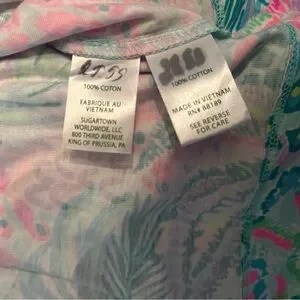 100% COTON
FABRIQUE AU
VIETNAM
SUGARTOWN
WORLDWIDE, LLC
800 THIRD AVENUE
KING OF PRUSSIA, PA
100% COTTON
MADE IN VIETNAM
RN# 88189
SEE REVERSE
FOR CARE